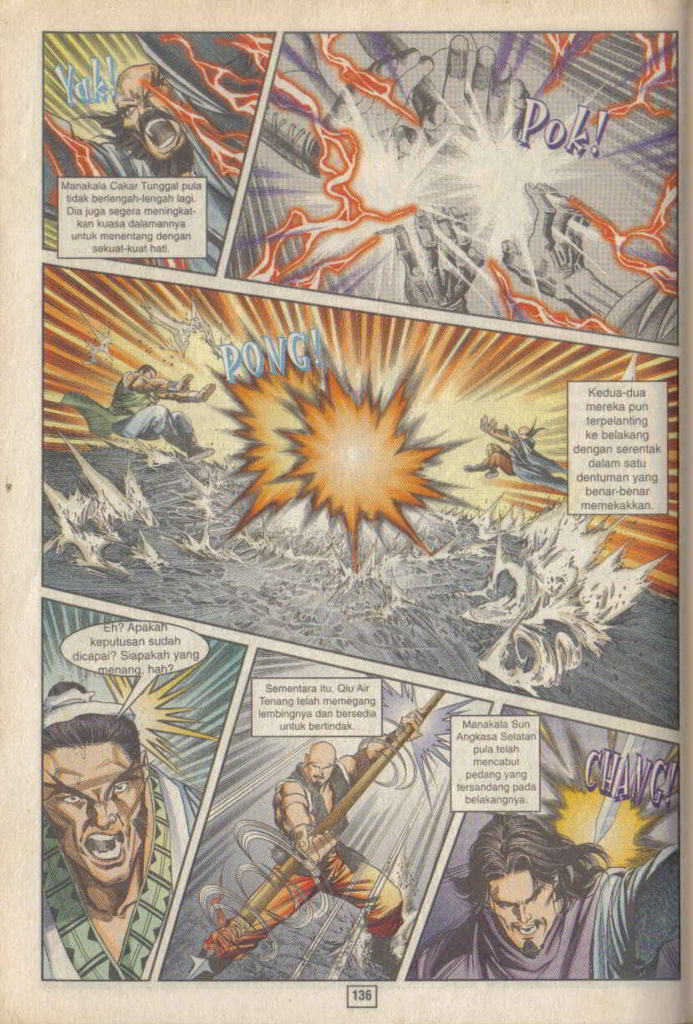 Yak!
Manakala Cakar Tunggal pula
tidak berlengah-lengah lagi.
Dia juga segera meningkat-
kan kuasa dalamannya
untuk menentang dengan
sekuat-kuat hati.
Pok!
PONG!
Kedua-dua
mereka pun
terpelanting
ke belakang
dengan serentak
dalam satu
dentuman yang
benar-benar
memekakkan.
Eh? Apakah
keputusan sudah
dicapai? Siapakah yang
menang, hah?
Sementara itu, Qiu Air
Tenang telah memegang
lembingnya dan bersedia
untuk bertindak.
Manakala Sun
Angkasa Selatan
pula telah
mencabut
pedang yang
tersandang pada
belakangnya.
CHANG!
136